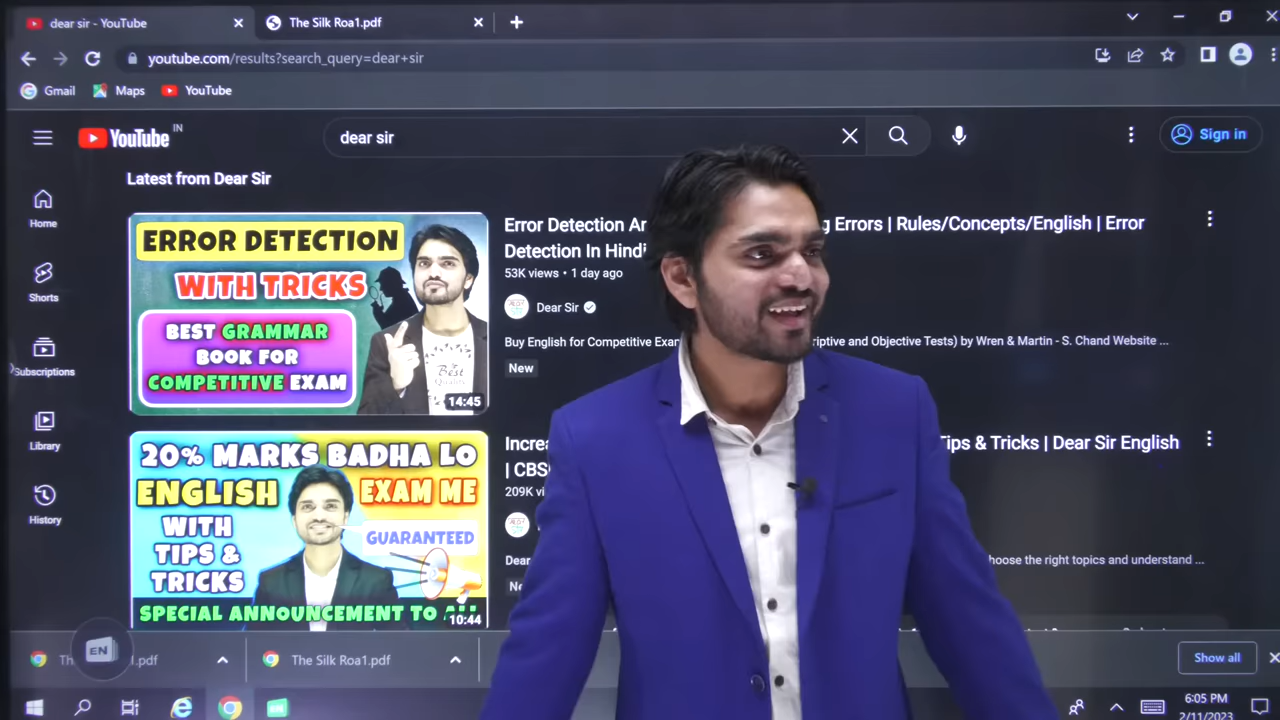 dear sir - YouTube
The Silk Roa1.pdf
youtube.com/results?search_query=dear+sir
Gmail
Maps
YouTube
YouTube IN
dear sir
Sign in
Latest from Dear Sir
Home
Shorts
Subscriptions
Library
History
ERROR DETECTION
WITH TRICKS
BEST GRAMMAR
BOOK FOR
COMPETITIVE EXAM
Best
14:45
Error Detection
g Errors | Rules/Concepts/English | Error
Detection In Hindi
53K views • 1 day ago
Dear Sir
Buy English for Competitive Exa
riptive and Objective Tests) by Wren & Martin - S. Chand Website ...
New
20% MARKS BADHA LO
ENGLISH EXAM ME
WITH
TIPS &
TRICKS
GUARANTEED
SPECIAL ANNOUNCEMENT TO
10:44
Increa
Tips & Tricks | Dear Sir English
| CBS
209K vi
Dear
hoose the right topics and understand ...
Ne
EN
Th
.pdf
The Silk Roa1.pdf
Show all
6:05 PM
2/11/2023